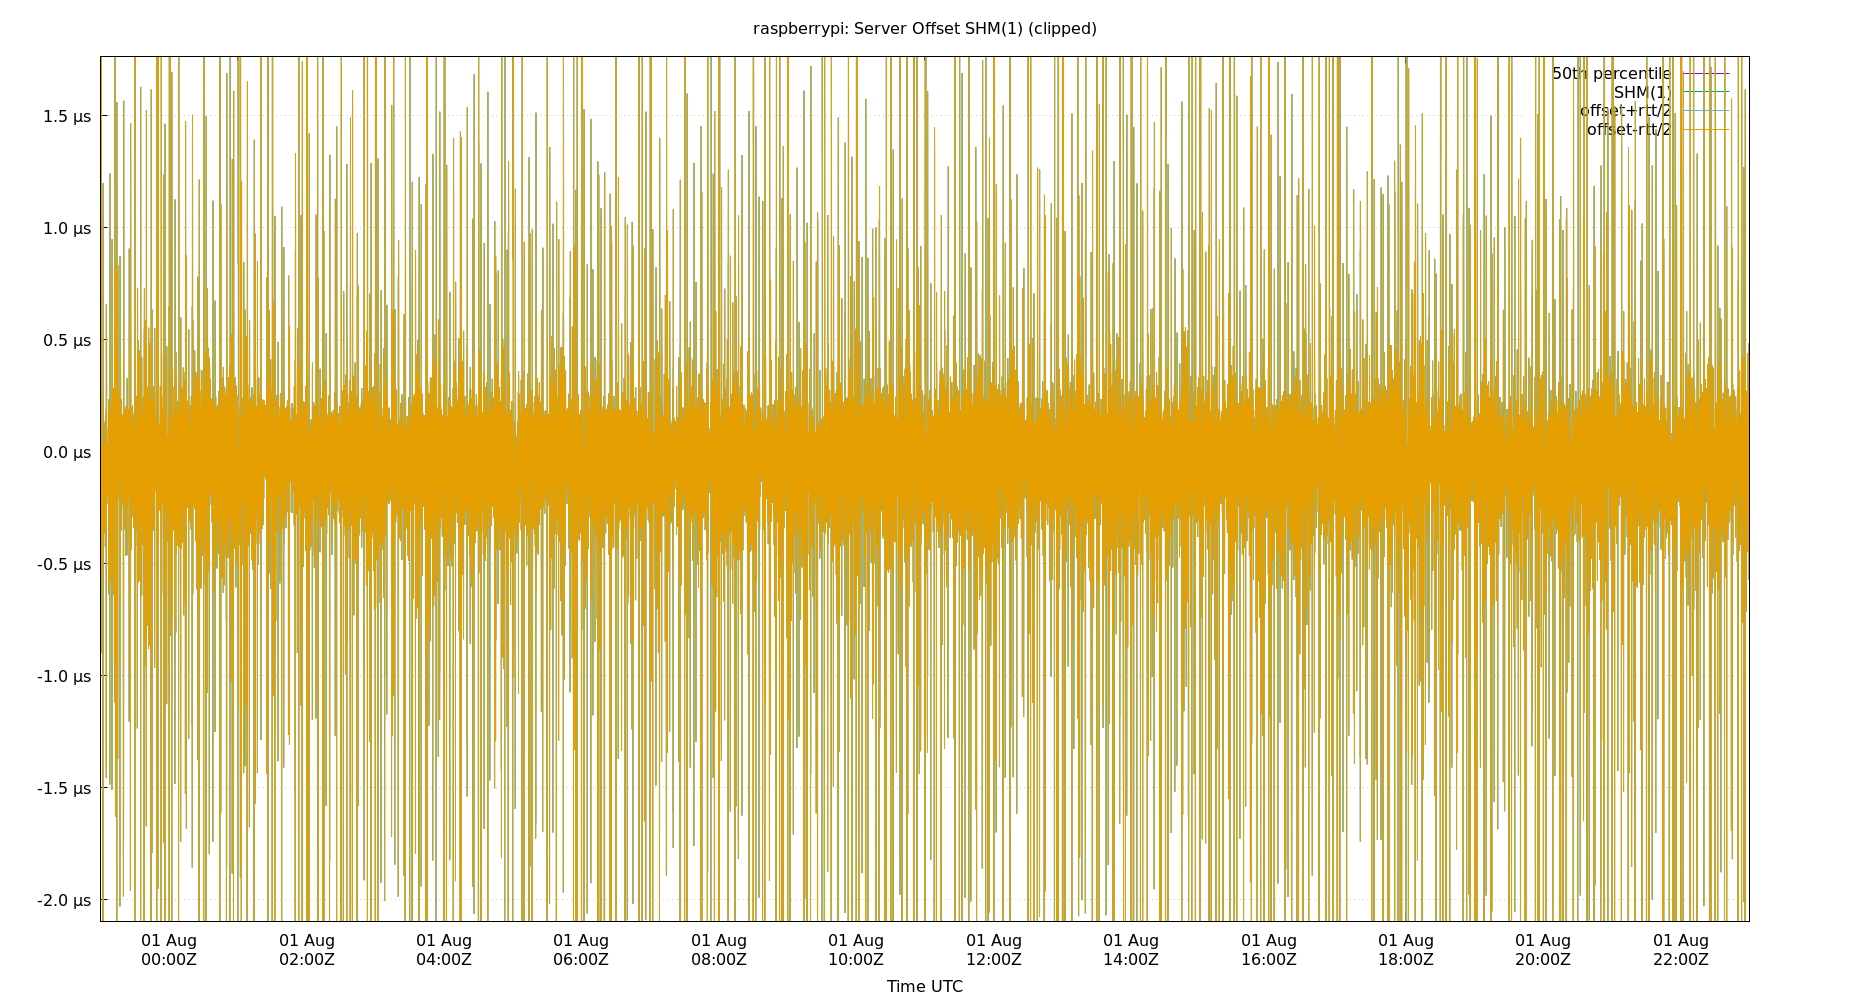 raspberrypi: Server Offset SHM(1) (clipped)
50th percentile
SHM(1)
offset+rtt/2
offset-rtt/2
1.5 µs
1.0 µs
0.5 µs
0.0 µs
-0.5 µs
-1.0 µs
-1.5 µs
-2.0 µs
01 Aug 01 Aug 01 Aug 01 Aug 01 Aug 01 Aug 01 Aug 01 Aug 01 Aug 01 Aug 01 Aug 01 Aug
00:00Z 02:00Z 04:00Z 06:00Z 08:00Z 10:00Z 12:00Z 14:00Z 16:00Z 18:00Z 20:00Z 22:00Z
Time UTC